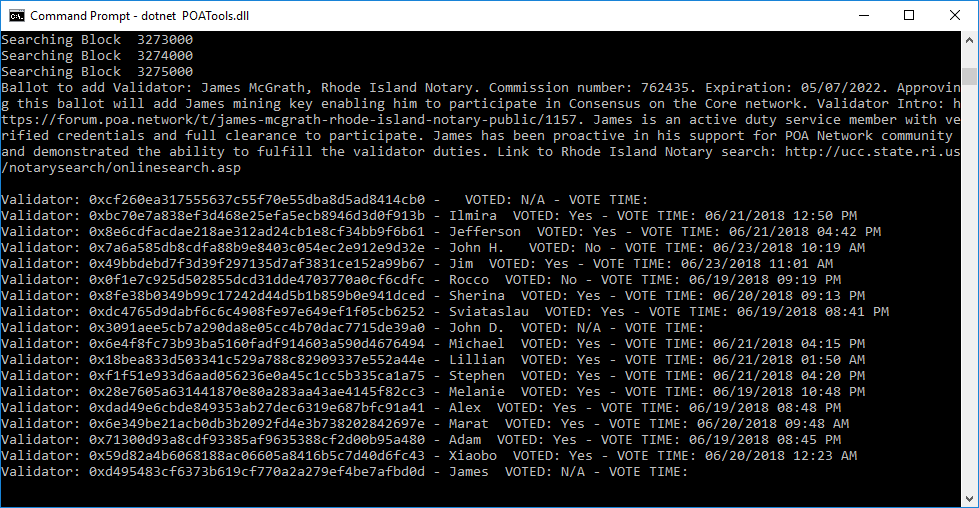 Command Prompt - dotnet  POATools.dll
Searching Block  3273000
Searching Block  3274000
Searching Block  3275000
Ballot to add Validator: James McGrath, Rhode Island Notary. Commission number: 762435. Expiration: 05/07/2022. Approvin
g this ballot will add James mining key enabling him to participate in Consensus on the Core network. Validator Intro: h
ttps://forum.poa.network/t/james-mcgrath-rhode-island-notary-public/1157. James is an active duty service member with ve
rified credentials and full clearance to participate. James has been proactive in his support for POA Network community
and demonstrated the ability to fulfill the validator duties. Link to Rhode Island Notary search: http://ucc.state.ri.us
/notarysearch/onlinesearch.asp
Validator: 0xcf260ea317555637c55f70e55dba8d5ad8414cb0 -   VOTED: N/A - VOTE TIME:
Validator: 0xbc70e7a838ef3d468e25efa5ecb8946d3d0f913b - Ilmira  VOTED: Yes - VOTE TIME: 06/21/2018 12:50 PM
Validator: 0x8e6cdfacdae218ae312ad24cb1e8cf34bb9f6b61 - Jefferson  VOTED: Yes - VOTE TIME: 06/21/2018 04:42 PM
Validator: 0x7a6a585db8cdfa88b9e8403c054ec2e912e9d32e - John H.   VOTED: No - VOTE TIME: 06/23/2018 10:19 AM
Validator: 0x49bbdebd7f3d39f297135d7af3831ce152a99b67 - Jim  VOTED: Yes - VOTE TIME: 06/23/2018 11:01 AM
Validator: 0x0f1e7c925d502855dcd31dde4703770a0cf6cdfc - Rocco  VOTED: No - VOTE TIME: 06/19/2018 09:19 PM
Validator: 0x8fe38b0349b99c17242d44d5b1b859b0e941dced - Sherina  VOTED: Yes - VOTE TIME: 06/20/2018 09:13 PM
Validator: 0xdc4765d9dabf6c6c4908fe97e649ef1f05cb6252 - Sviataslau  VOTED: Yes - VOTE TIME: 06/19/2018 08:41 PM
Validator: 0x3091aee5cb7a290da8e05cc4b70dac7715de39a0 - John D.  VOTED: N/A - VOTE TIME:
Validator: 0x6e4f8fc73b93ba5160fadf914603a590d4676494 - Michael  VOTED: Yes - VOTE TIME: 06/21/2018 04:15 PM
Validator: 0x18bea833d503341c529a788c82909337e552a44e - Lillian  VOTED: Yes - VOTE TIME: 06/21/2018 01:50 AM
Validator: 0xf1f51e933d6aad056236e0a45c1cc5b335ca1a75 - Stephen  VOTED: Yes - VOTE TIME: 06/21/2018 04:20 PM
Validator: 0x28e7605a631441870e80a283aa43ae4145f82cc3 - Melanie  VOTED: Yes - VOTE TIME: 06/19/2018 10:48 PM
Validator: 0xdad49e6cbde849353ab27dec6319e687bfc91a41 - Alex  VOTED: Yes - VOTE TIME: 06/19/2018 08:48 PM
Validator: 0x6e349be21acb0db3b2092fd4e3b738202842697e - Marat  VOTED: Yes - VOTE TIME: 06/20/2018 09:48 AM
Validator: 0x71300d93a8cdf93385af9635388cf2d00b95a480 - Adam  VOTED: Yes - VOTE TIME: 06/19/2018 08:45 PM
Validator: 0x59d82a4b6068188ac06605a8416b5c7d40d6fc43 - Xiaobo  VOTED: Yes - VOTE TIME: 06/20/2018 12:23 AM
Validator: 0xd495483cf6373b619cf770a2a279ef4be7afbd0d - James  VOTED: N/A - VOTE TIME: